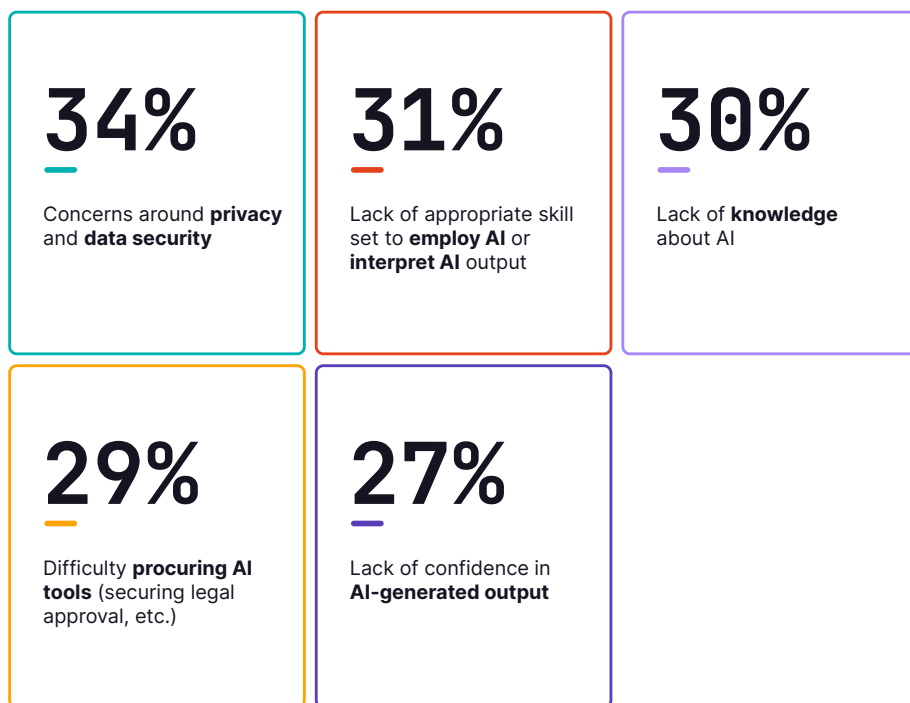 34%
Concerns around privacy
and data security
31%
Lack of appropriate skill
set to employ AI or
interpret AI output
30%
Lack of knowledge
about AI
29%
Difficulty procuring AI
tools (securing legal
approval, etc.)
27%
Lack of confidence in
AI-generated output